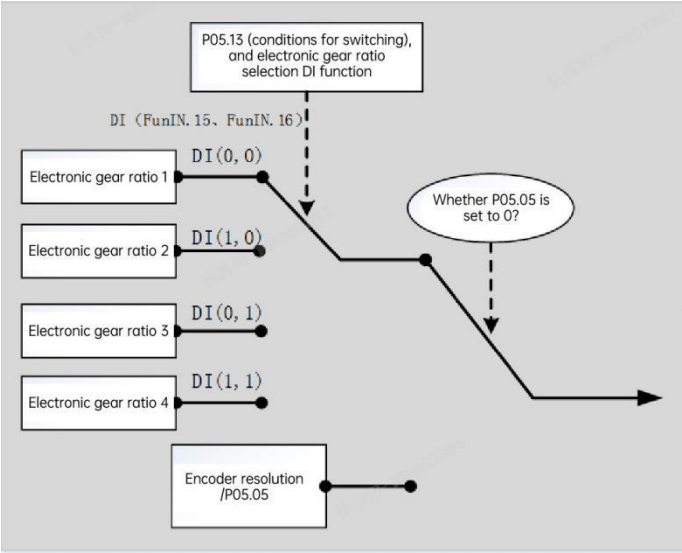 P05.13 (conditions for switching),
and electronic gear ratio
selection DI function
DI (FunIN.15、FunIN.16)
Electronic gear ratio 1
DI(0,0)
Whether P05.05 is
set to 0?
Electronic gear ratio 2
DI(1,0)
Electronic gear ratio 3
DI(0,1)
Electronic gear ratio 4
DI(1,1)
Encoder resolution
/P05.05